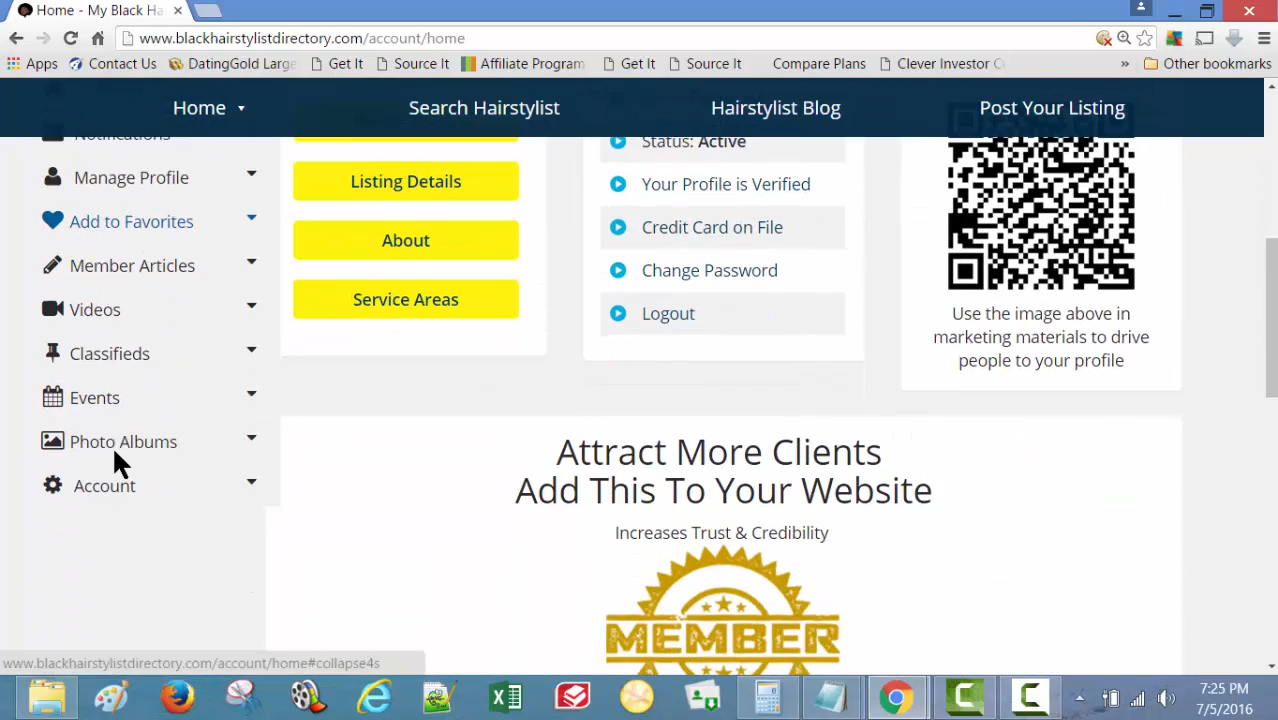 Home - My Black Ha
www.blackhairstylistdirectory.com/account/home
Apps
Contact Us
DatingGold Large
Get It
Source It
Affiliate Program
Get It
Source It
Compare Plans
Clever Investor C
»
Other bookmarks
Home
Search Hairstylist
Hairstylist Blog
Post Your Listing
Notifications
Manage Profile
Add to Favorites
Member Articles
Videos
Classifieds
Events
Photo Albums
Account
Listing Details
About
Service Areas
Status: Active
Your Profile is Verified
Credit Card on File
Change Password
Logout
Use the image above in
marketing materials to drive
people to your profile
Attract More Clients
Add This To Your Website
Increases Trust & Credibility
MEMBER
www.blackhairstylistdirectory.com/account/home#collapse4s
7:25 PM
7/5/2016